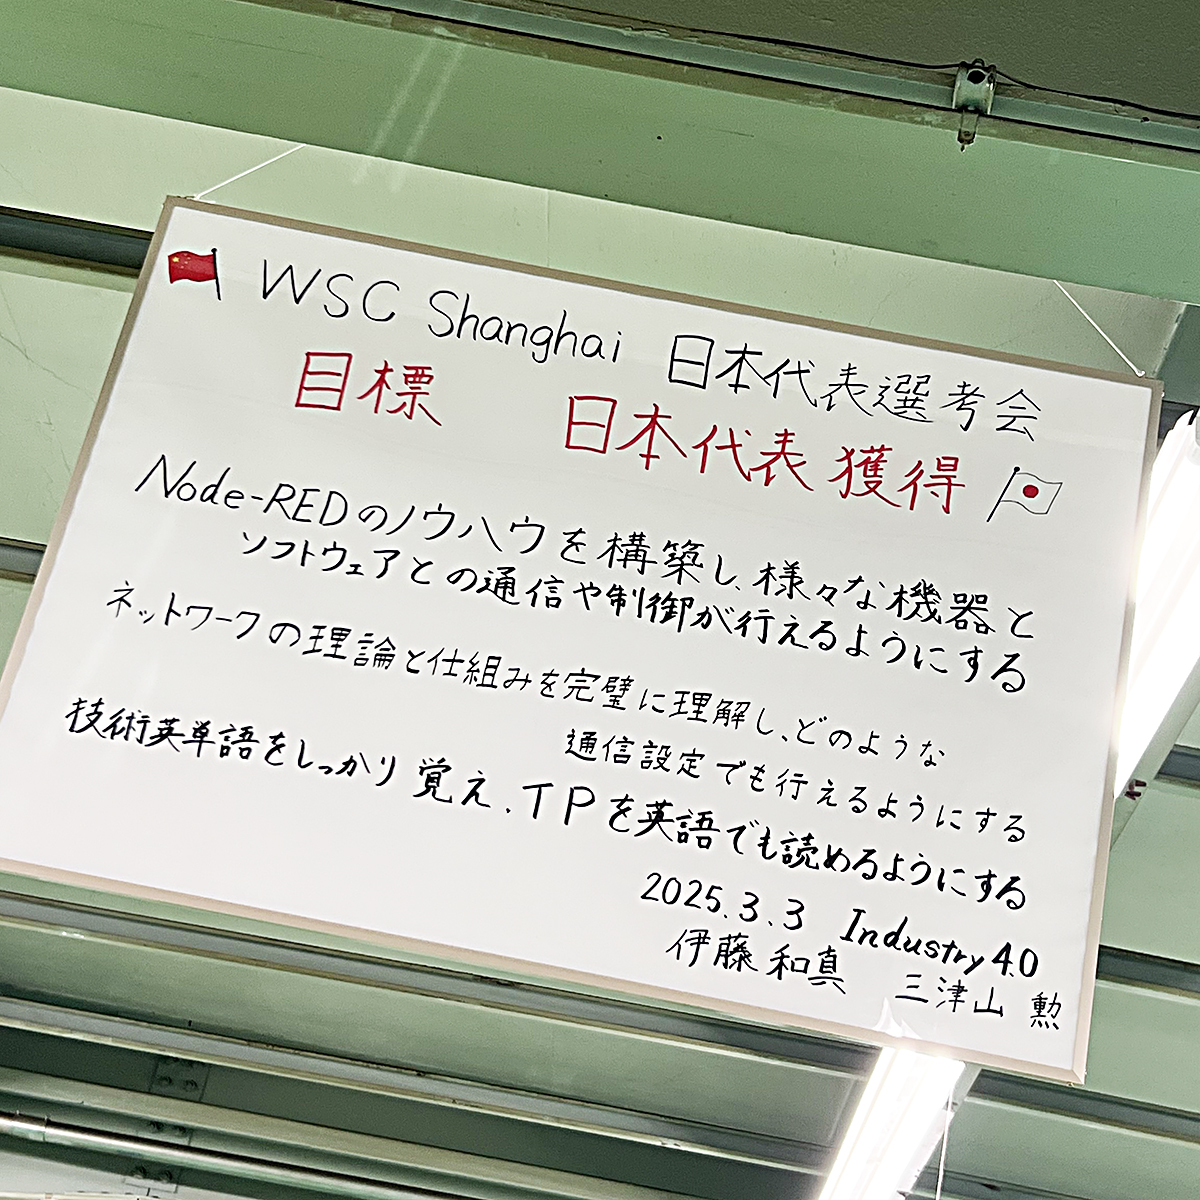 WSC Shanghai 日本代表選考会
目標 日本代表獲得
Node-REDのノウハウを構築し、様々な機器と
ソフトウェアとの通信や制御が行えるようにする
ネットワークの理論と仕組みを完璧に理解し、どのような
通信設定でも行えるようにする
技術英単語をしっかり覚え、TPを英語でも読めるようにする
2025.3.3 Industry4.0
伊藤和真 三津山 勲